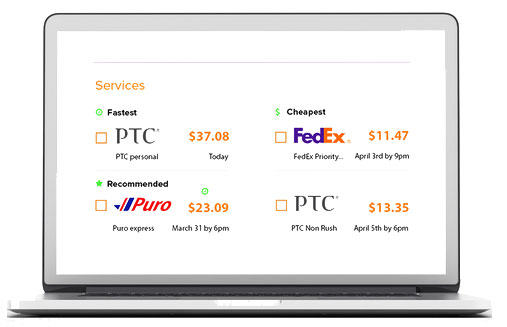 Services
Fastest
PTC
$37.08
PTC personal
Today
$ Cheapest
FedEx
$11.47
FedEx Priority...
April 3rd by 9pm
Recommended
Puro
$23.09
Puro express
March 31 by 6pm
PTC
$13.35
PTC Non Rush
April 5th by 6pm